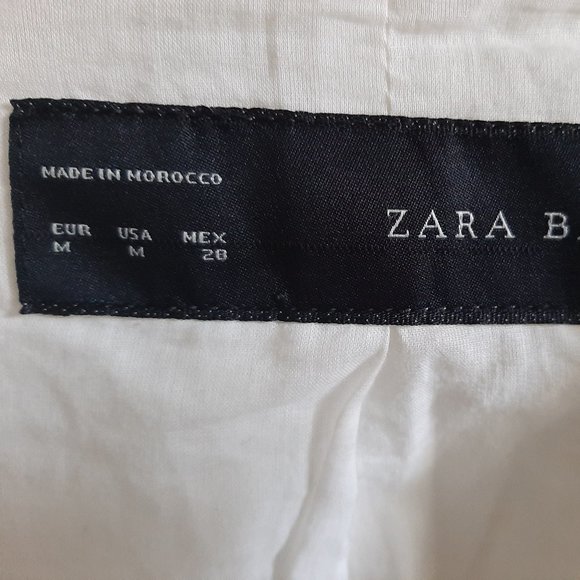 MADE IN MOROCCO
EUR USA MEX
M M 28
ZARA